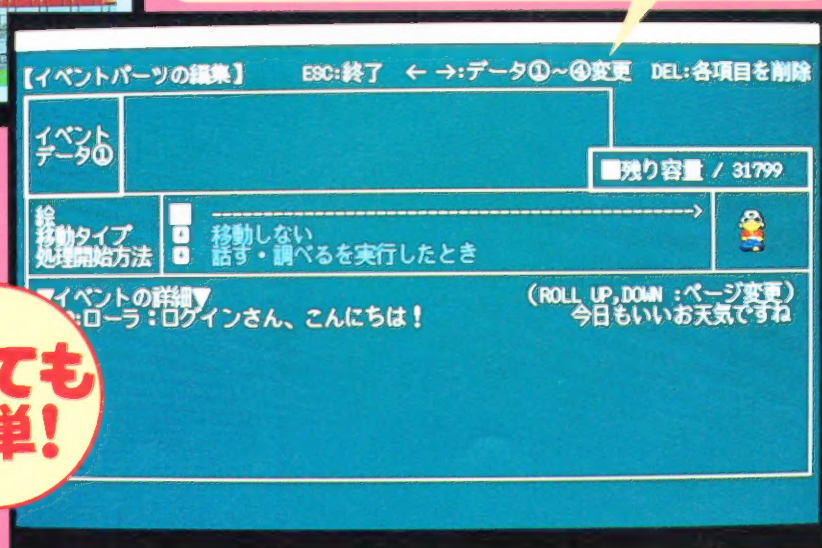 【イベントパーツの編集】 ESC:終了 ← →:データ①~④変更 DEL:各項目を削除
イベント
データ①
■残り容量 / 31799
絵
移動タイプ 移動しない
処理開始方法 話す・調べるを実行したとき
▼イベントの詳細▼ (ROLL UP,DOWN :ページ変更)
:ローラ:ログインさん、こんにちは! 今日もいいお天気ですね
ても
単!